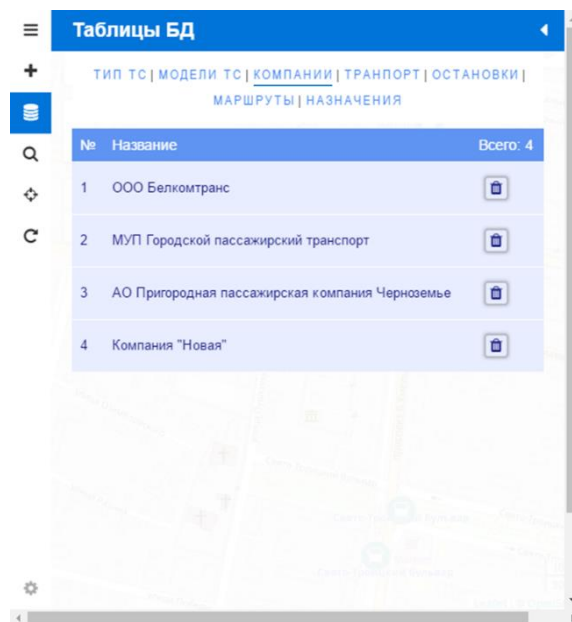 Таблицы БД
ТИП ТС | МОДЕЛИ ТС | КОМПАНИИ | ТРАНПОРТ | ОСТАНОВКИ |
МАРШРУТЫ | НАЗНАЧЕНИЯ
№ Название Всего: 4
1 ООО Белкомтранс
2 МУП Городской пассажирский транспорт
3 АО Пригородная пассажирская компания Черноземье
4 Компания "Новая"